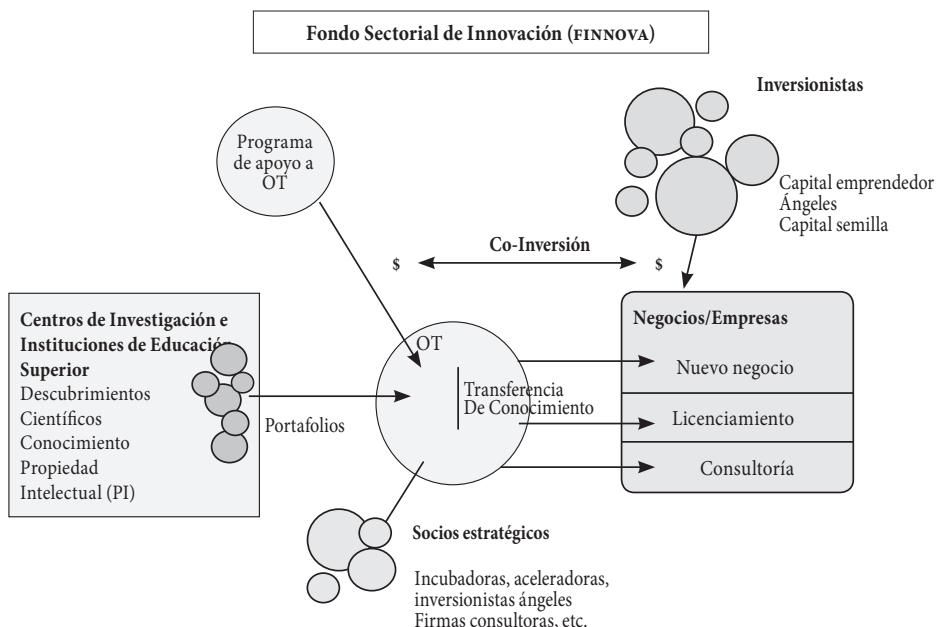 Fondo Sectorial de Innovación (FINNOVA)
Inversionistas
Programa
de apoyo a
OT
Capital emprendedor
Ángeles
Capital semilla
Co-Inversión
$
$
Centros de Investigación e
Instituciones de Educación
Superior
Descubrimientos
Científicos
Conocimiento
Propiedad
Intelectual (PI)
Portafolios
OT
Transferencia
De Conocimiento
Negocios/Empresas
Nuevo negocio
Licenciamiento
Consultoría
Socios estratégicos
Incubadoras, aceleradoras,
inversionistas ángeles
Firmas consultoras, etc.